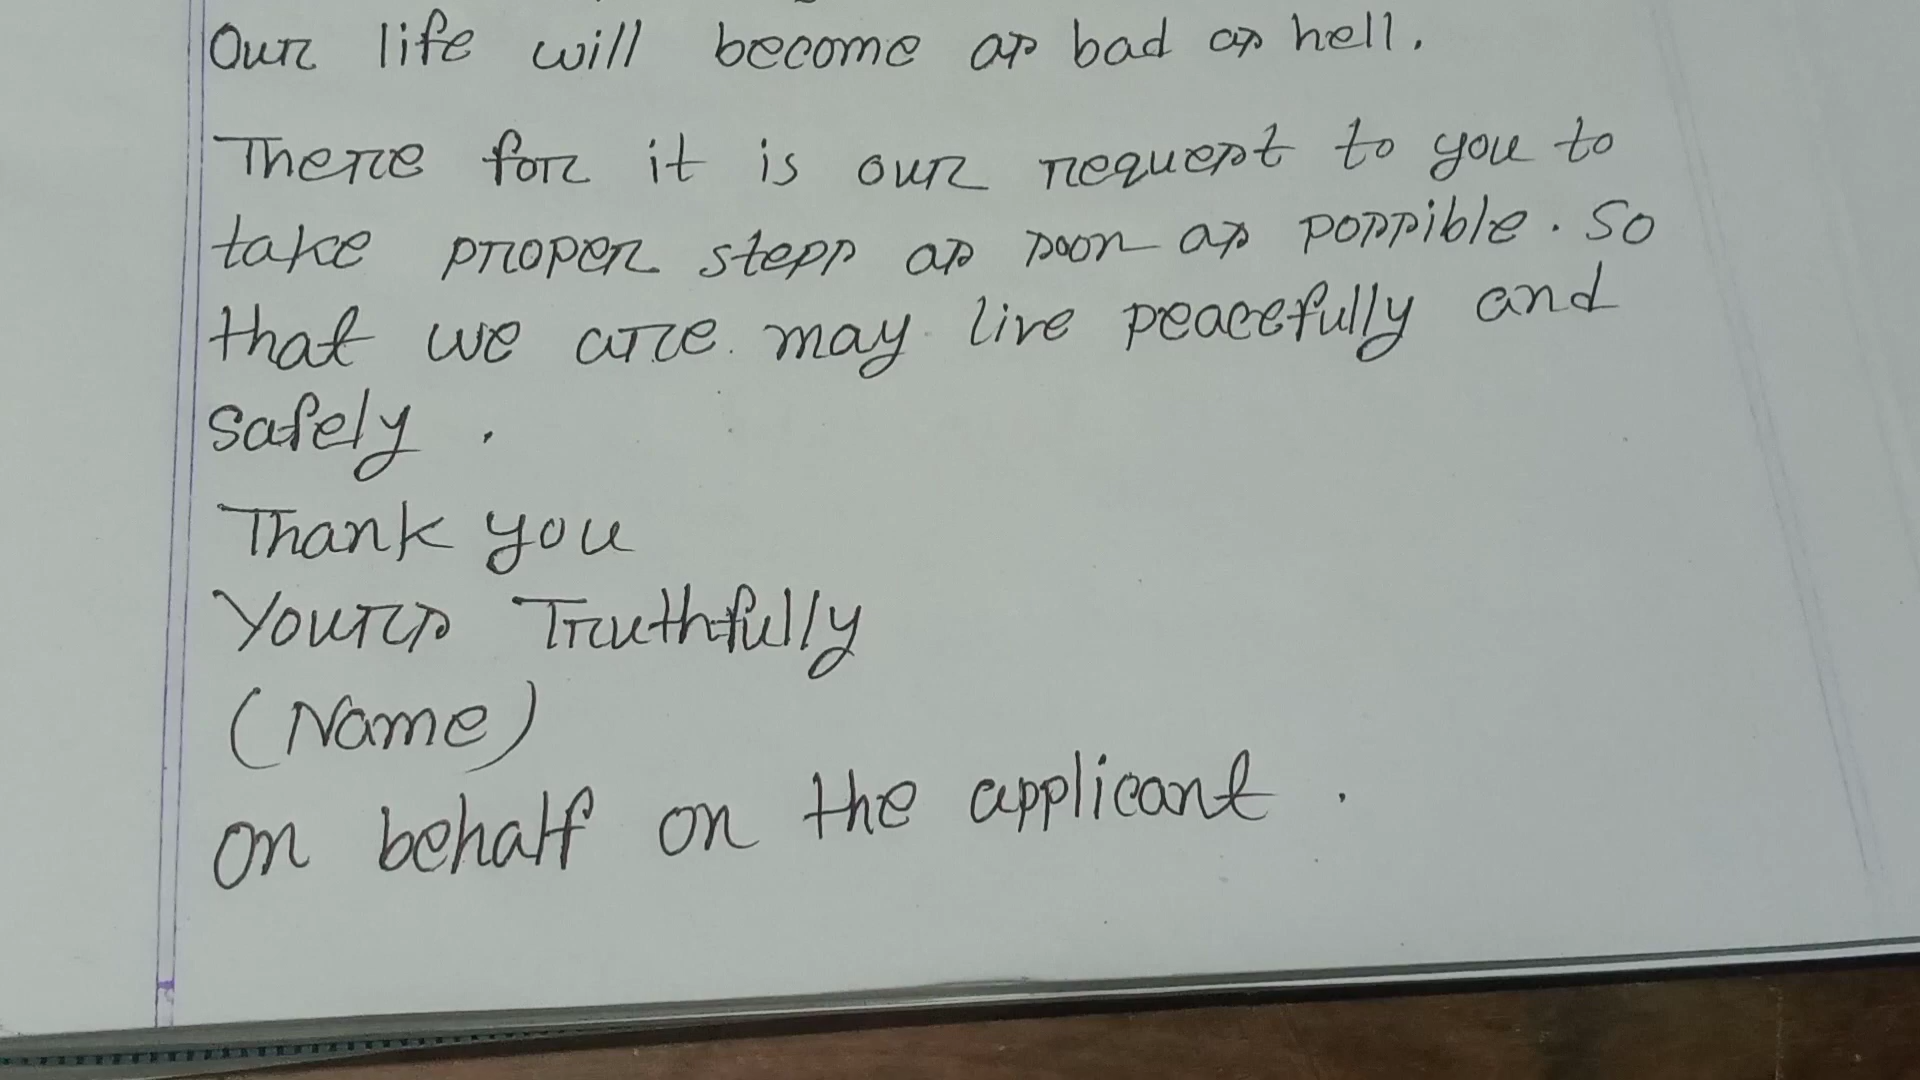 Our life will become as bad as hell.
There for it is our request to you to
take proper steps as soon as possible. So
that we are may live peacefully and
safely.
Thank you
Yours Truthfully
(Name)
on behalf on the applicant.